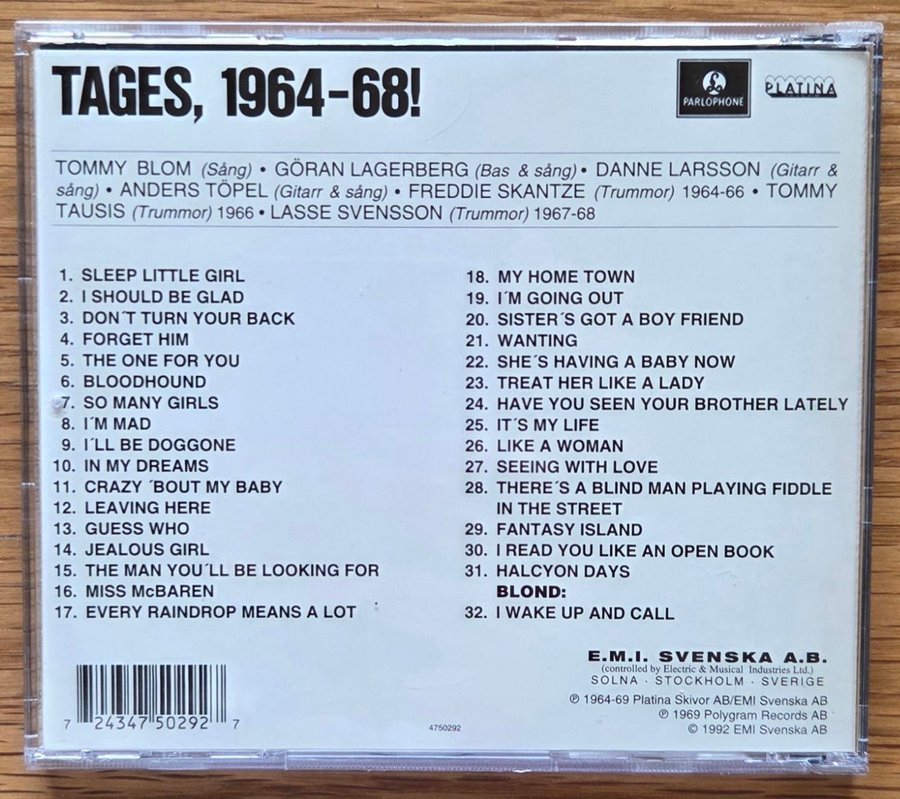 TAGES, 1964-68!
PARLOPHONE
PLATINA
TOMMY BLOM (Sång) • GÖRAN LAGERBERG (Bas & sång) • DANNE LARSSON (Gitarr &
sång) • ANDERS TÖPEL (Gitarr & sång) • FREDDIE SKANTZE (Trummor) 1964-66 • TOMMY
TAUSIS (Trummor) 1966 • LASSE SVENSSON (Trummor) 1967-68
1. SLEEP LITTLE GIRL
2. I SHOULD BE GLAD
3. DON´T TURN YOUR BACK
4. FORGET HIM
5. THE ONE FOR YOU
6. BLOODHOUND
7. SO MANY GIRLS
8. I´M MAD
9. I´LL BE DOGGONE
10. IN MY DREAMS
11. CRAZY ´BOUT MY BABY
12. LEAVING HERE
13. GUESS WHO
14. JEALOUS GIRL
15. THE MAN YOU´LL BE LOOKING FOR
16. MISS McBAREN
17. EVERY RAINDROP MEANS A LOT
18. MY HOME TOWN
19. I´M GOING OUT
20. SISTER´S GOT A BOY FRIEND
21. WANTING
22. SHE´S HAVING A BABY NOW
23. TREAT HER LIKE A LADY
24. HAVE YOU SEEN YOUR BROTHER LATELY
25. IT´S MY LIFE
26. LIKE A WOMAN
27. SEEING WITH LOVE
28. THERE´S A BLIND MAN PLAYING FIDDLE
IN THE STREET
29. FANTASY ISLAND
30. I READ YOU LIKE AN OPEN BOOK
31. HALCYON DAYS
BLOND:
32. I WAKE UP AND CALL
E.M.I. SVENSKA A.B.
(controlled by Electric & Musical Industries Ltd.)
SOLNA · STOCKHOLM · SVERIGE
℗ 1964-69 Platina Skivor AB/EMI Svenska AB
℗ 1969 Polygram Records AB
© 1992 EMI Svenska AB
7 24347 50292 7
4750292